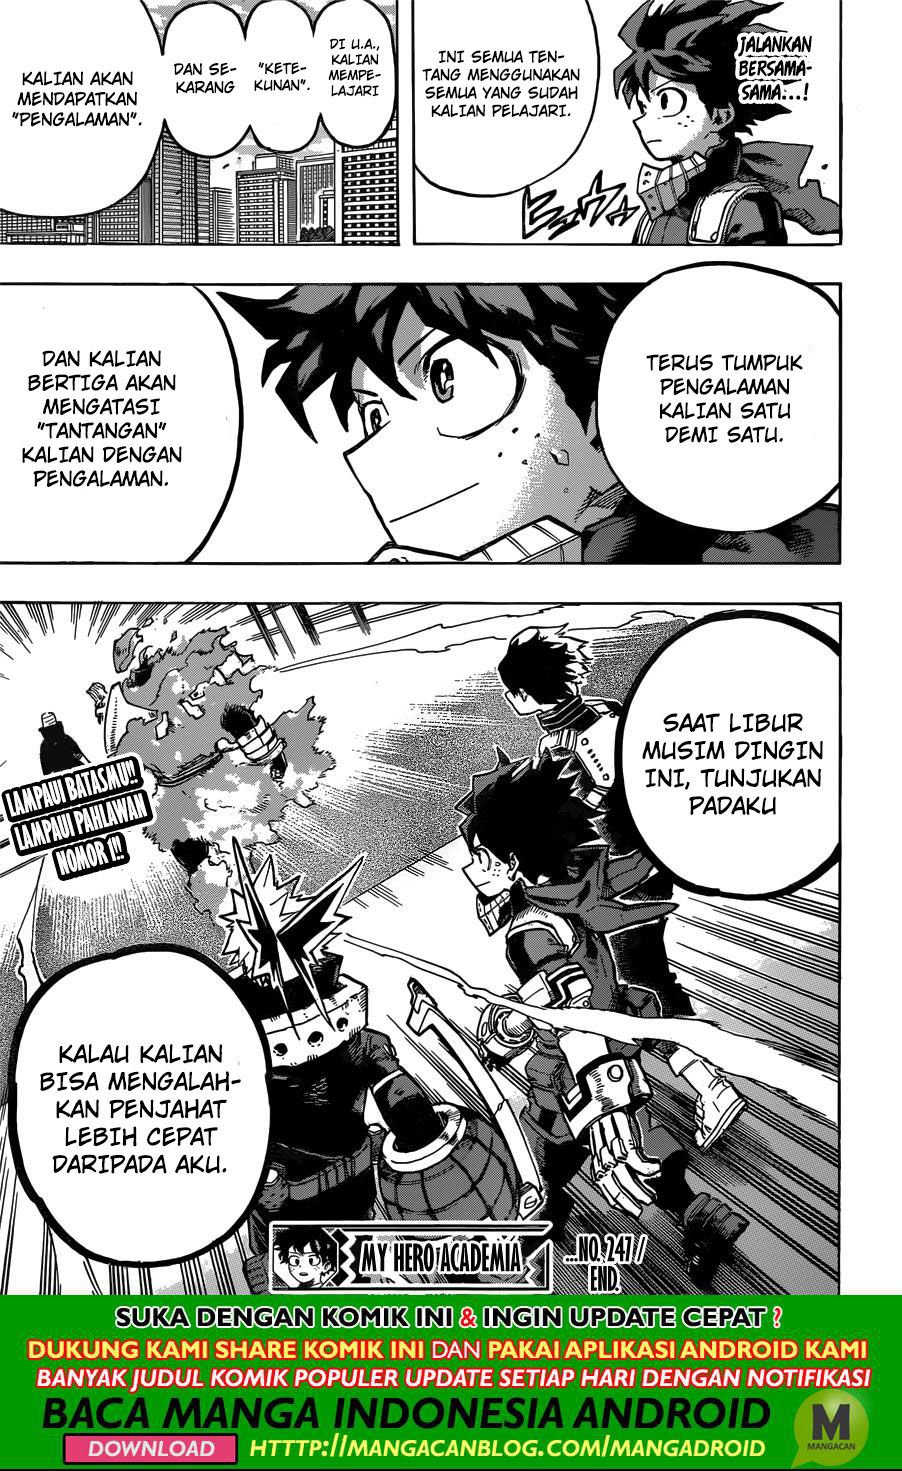 JALANKAN
BERSAMA-
SAMA...!
INI SEMUA TEN-
TANG MENGGUNAKAN
SEMUA YANG SUDAH
KALIAN PELAJARI.
DI U.A.,
KALIAN
MEMPE-
LAJARI
"KETE-
KUNAN".
DAN SE-
KARANG
KALIAN AKAN
MENDAPATKAN
"PENGALAMAN".
TERUS TUMPUK
PENGALAMAN
KALIAN SATU
DEMI SATU.
DAN KALIAN
BERTIGA AKAN
MENGATASI
"TANTANGAN"
KALIAN DENGAN
PENGALAMAN.
SAAT LIBUR
MUSIM DINGIN
INI, TUNJUKAN
PADAKU
LAMPAUI BATASMU!!
LAMPAUI PAHLAWAN
NOMOR 1!!
KALAU KALIAN
BISA MENGALAH-
KAN PENJAHAT
LEBIH CEPAT
DARIPADA AKU.
MY HERO ACADEMIA
...NO. 247 /
END.
SUKA DENGAN KOMIK INI & INGIN UPDATE CEPAT ?
DUKUNG KAMI SHARE KOMIK INI DAN PAKAI APLIKASI ANDROID KAMI
BANYAK JUDUL KOMIK POPULER UPDATE SETIAP HARI DENGAN NOTIFIKASI
BACA MANGA INDONESIA ANDROID
DOWNLOAD HTTTP://MANGACANBLOG.COM/MANGADROID
M
MANGACAN